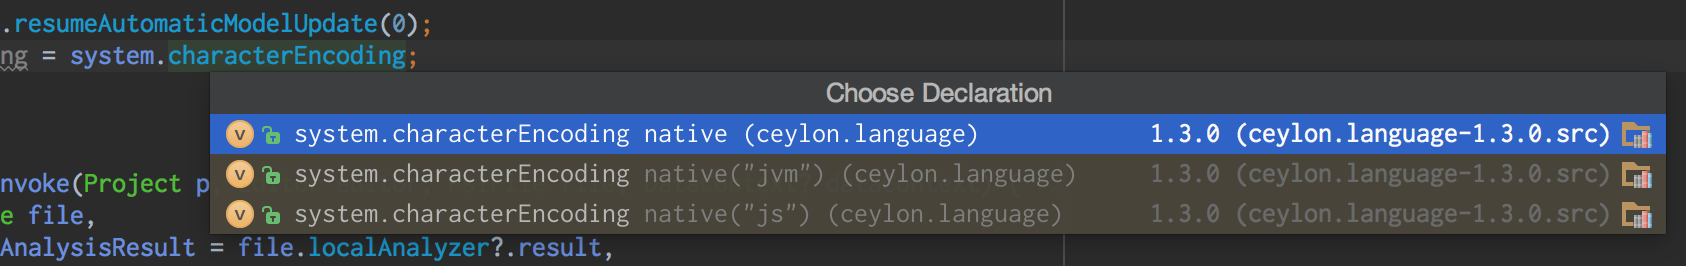 .resumeAutomaticModelUpdate(0);
ng = system.characterEncoding;
Choose Declaration
v system.characterEncoding native (ceylon.language) 1.3.0 (ceylon.language-1.3.0.src)
v system.characterEncoding native("jvm") (ceylon.language) 1.3.0 (ceylon.language-1.3.0.src)
v system.characterEncoding native("js") (ceylon.language) 1.3.0 (ceylon.language-1.3.0.src)
nvoke(Project p
e file,
AnalysisResult = file.localAnalyzer?.result,